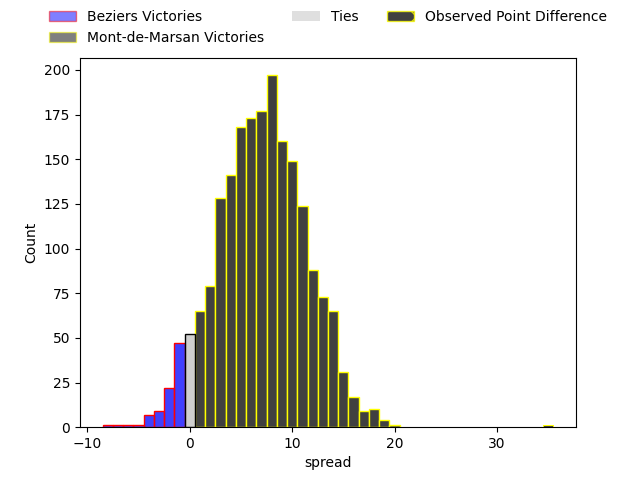 Beziers Victories
Mont-de-Marsan Victories
Ties
Observed Point Difference
Count
200
175
150
125
100
75
50
25
0
−10
0
10
20
30
spread